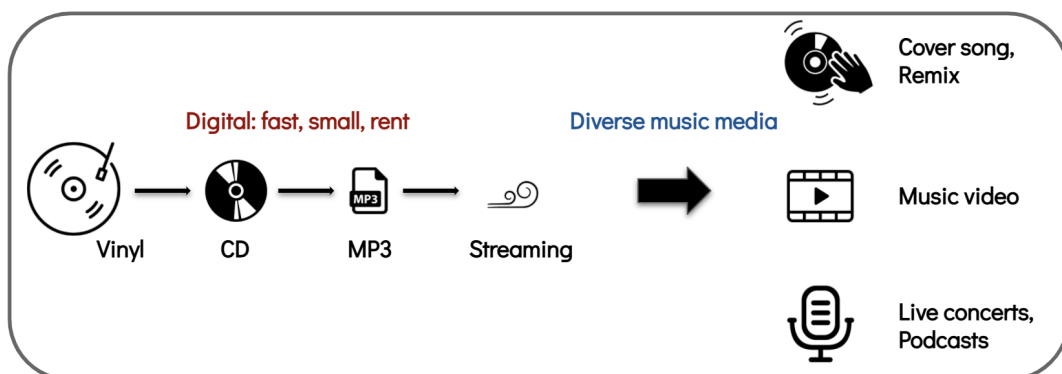 Cover song,
Remix
Digital: fast, small, rent
Diverse music media
MP3
Music video
Vinyl
CD
MP3
Streaming
Live concerts,
Podcasts